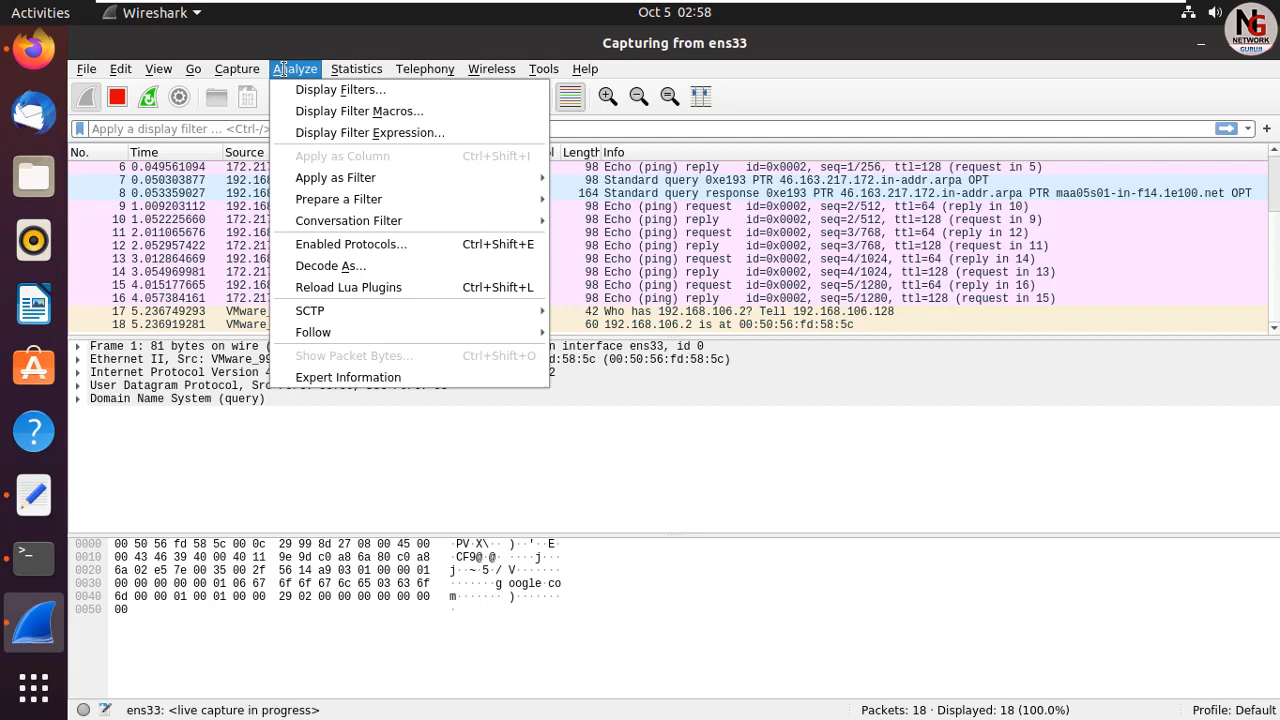 Activities Wireshark Oct 5 02:58
NG NETWORK GURUJI
Capturing from ens33
File Edit View Go Capture Analyze Statistics Telephony Wireless Tools Help
Apply a display filter … <Ctrl-/>
Display Filters…
Display Filter Macros…
Display Filter Expression…
Apply as Column Ctrl+Shift+I
Apply as Filter
Prepare a Filter
Conversation Filter
Enabled Protocols… Ctrl+Shift+E
Decode As…
Reload Lua Plugins Ctrl+Shift+L
SCTP
Follow
Show Packet Bytes… Ctrl+Shift+O
Expert Information
No. Time Source Length Info
6 0.049561094 172.217 98 Echo (ping) reply id=0x0002, seq=1/256, ttl=128 (request in 5)
7 0.050303877 192.168 98 Standard query 0xe193 PTR 46.163.217.172.in-addr.arpa OPT
8 0.053359027 192.168 164 Standard query response 0xe193 PTR 46.163.217.172.in-addr.arpa PTR maa05s01-in-f14.1e100.net OPT
9 1.009203112 192.168 98 Echo (ping) request id=0x0002, seq=2/512, ttl=64 (reply in 10)
10 1.052225660 172.217 98 Echo (ping) reply id=0x0002, seq=2/512, ttl=128 (request in 9)
11 2.011065676 192.168 98 Echo (ping) request id=0x0002, seq=3/768, ttl=64 (reply in 12)
12 2.052957422 172.217 98 Echo (ping) reply id=0x0002, seq=3/768, ttl=128 (request in 11)
13 3.012864669 192.168 98 Echo (ping) request id=0x0002, seq=4/1024, ttl=64 (reply in 14)
14 3.054969981 172.217 98 Echo (ping) reply id=0x0002, seq=4/1024, ttl=128 (request in 13)
15 4.015177665 192.168 98 Echo (ping) request id=0x0002, seq=5/1280, ttl=64 (reply in 16)
16 4.057384161 172.217 98 Echo (ping) reply id=0x0002, seq=5/1280, ttl=128 (request in 15)
17 5.236749293 VMware_ 42 Who has 192.168.106.2? Tell 192.168.106.128
18 5.236919281 VMware_ 60 192.168.106.2 is at 00:50:56:fd:58:5c
Frame 1: 81 bytes on wire ( n interface ens33, id 0
Ethernet II, Src: VMware_99 fd:58:5c (00:50:56:fd:58:5c)
Internet Protocol Version 4 2
User Datagram Protocol, Src
Domain Name System (query)
0000 00 50 56 fd 58 5c 00 0c 29 99 8d 27 08 00 45 00 ·PV·X\·· )··'··E·
0010 00 43 46 39 40 00 40 11 9e 9d c0 a8 6a 80 c0 a8 ·CF9@·@· ····j···
0020 6a 02 e5 7e 00 35 00 2f 56 14 a9 03 01 00 00 01 j··~·5·/ V·······
0030 00 00 00 00 00 01 06 67 6f 6f 67 6c 65 03 63 6f ·······g oogle·co
0040 6d 00 00 01 00 01 00 00 29 02 00 00 00 00 00 00 m······· )·······
0050 00 ·
ens33: <live capture in progress> Packets: 18 · Displayed: 18 (100.0%) Profile: Default